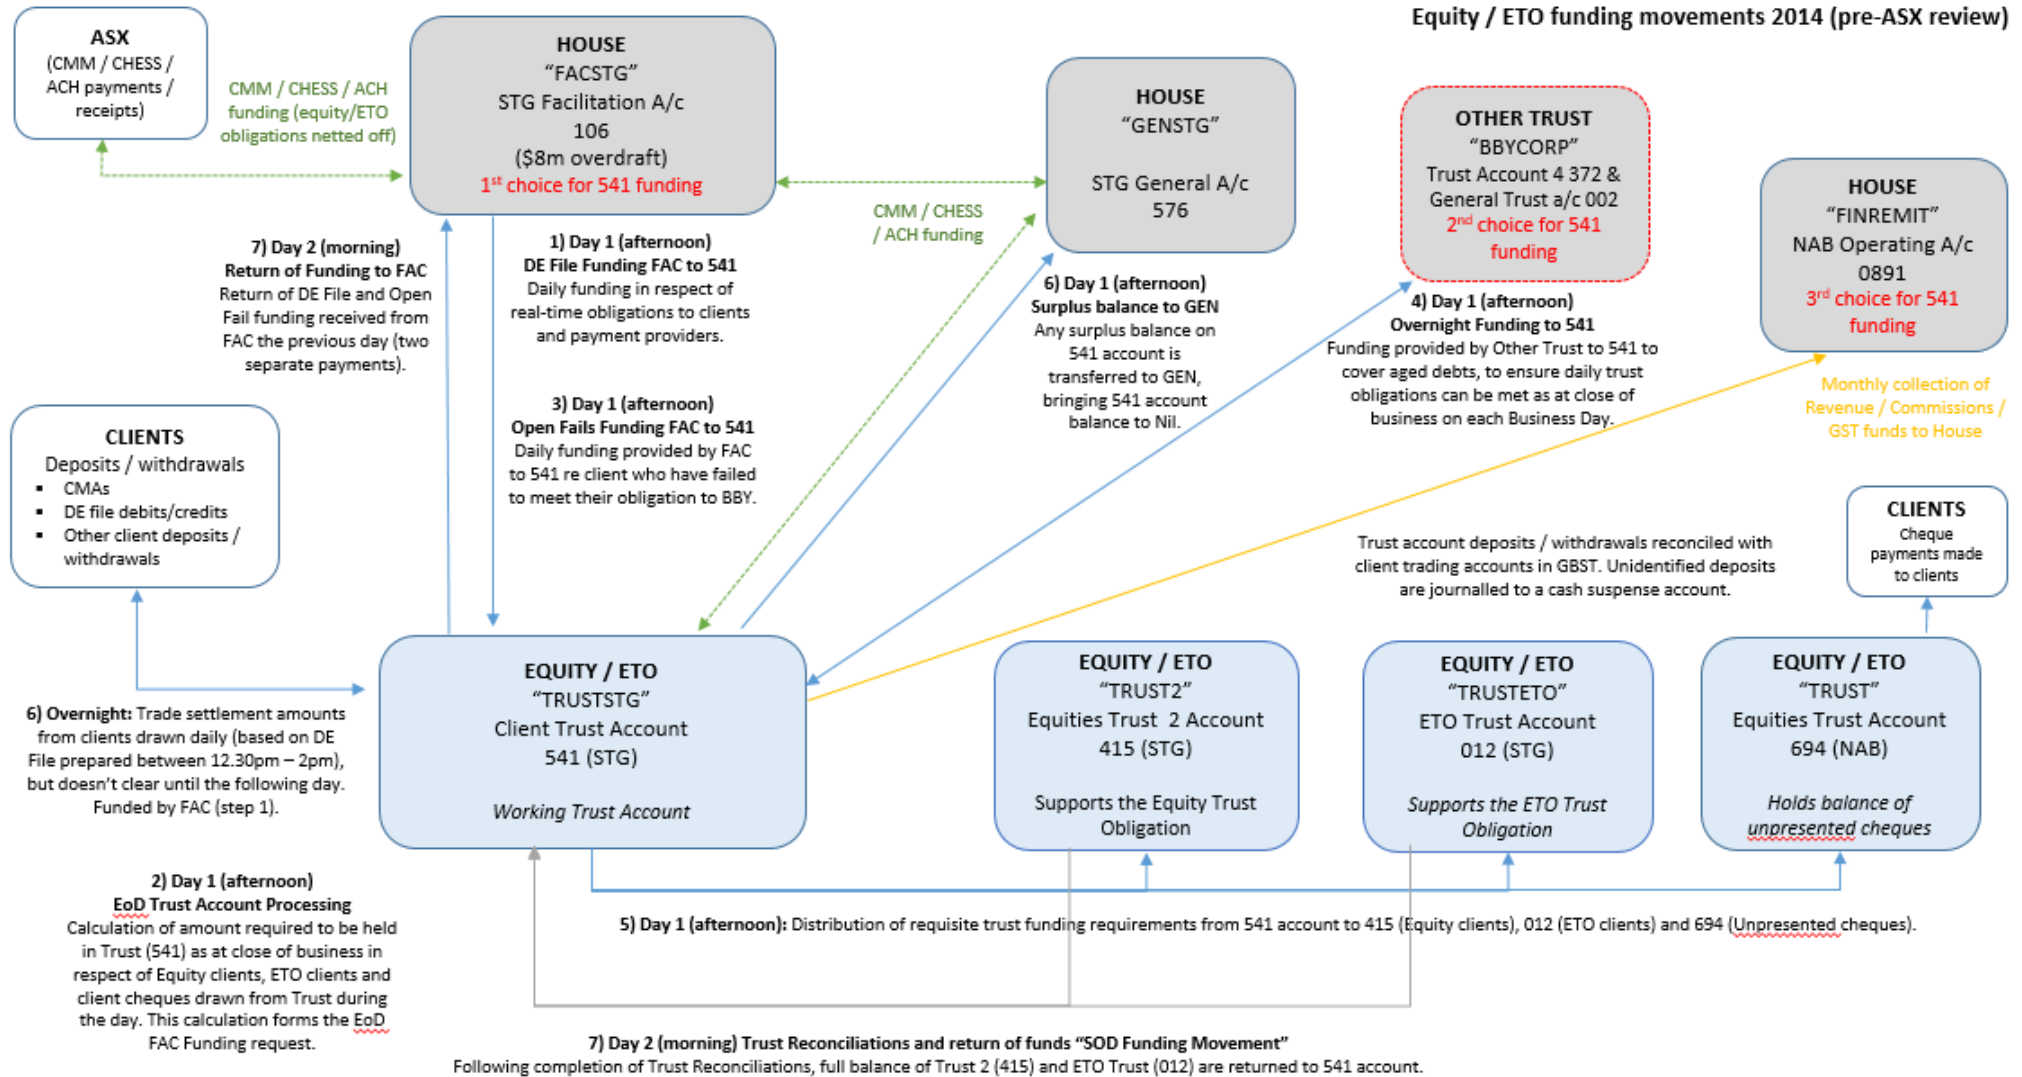 Equity / ETO funding movements 2014 (pre-ASX review)
ASX
(CMM / CHESS /
ACH payments /
receipts)
CMM / CHESS / ACH
funding (equity/ETO
obligations netted off)
HOUSE
“FACSTG”
STG Facilitation A/c
106
($8m overdraft)
1st choice for 541 funding
HOUSE
“GENSTG”
STG General A/c
576
CMM / CHESS
/ ACH funding
OTHER TRUST
“BBYCORP”
Trust Account 4 372 &
General Trust a/c 002
2nd choice for 541
funding
HOUSE
“FINREMIT”
NAB Operating A/c
0891
3rd choice for 541
funding
7) Day 2 (morning)
Return of Funding to FAC
Return of DE File and Open
Fail funding received from
FAC the previous day (two
separate payments).
1) Day 1 (afternoon)
DE File Funding FAC to 541
Daily funding in respect of
real-time obligations to clients
and payment providers.
3) Day 1 (afternoon)
Open Fails Funding FAC to 541
Daily funding provided by FAC
to 541 re client who have failed
to meet their obligation to BBY.
6) Day 1 (afternoon)
Surplus balance to GEN
Any surplus balance on
541 account is
transferred to GEN,
bringing 541 account
balance to Nil.
4) Day 1 (afternoon)
Overnight Funding to 541
Funding provided by Other Trust to 541 to
cover aged debts, to ensure daily trust
obligations can be met as at close of
business on each Business Day.
Monthly collection of
Revenue / Commissions /
GST funds to House
CLIENTS
Deposits / withdrawals
▪ CMAs
▪ DE file debits/credits
▪ Other client deposits /
withdrawals
CLIENTS
Cheque
payments made
to clients
Trust account deposits / withdrawals reconciled with
client trading accounts in GBST. Unidentified deposits
are journalled to a cash suspense account.
EQUITY / ETO
“TRUSTSTG”
Client Trust Account
541 (STG)
Working Trust Account
EQUITY / ETO
“TRUST2”
Equities Trust 2 Account
415 (STG)
Supports the Equity Trust
Obligation
EQUITY / ETO
“TRUSTETO”
ETO Trust Account
012 (STG)
Supports the ETO Trust
Obligation
EQUITY / ETO
“TRUST”
Equities Trust Account
694 (NAB)
Holds balance of
unpresented cheques
6) Overnight: Trade settlement amounts
from clients drawn daily (based on DE
File prepared between 12.30pm – 2pm),
but doesn’t clear until the following day.
Funded by FAC (step 1).
2) Day 1 (afternoon)
EoD Trust Account Processing
Calculation of amount required to be held
in Trust (541) as at close of business in
respect of Equity clients, ETO clients and
client cheques drawn from Trust during
the day. This calculation forms the EoD
FAC Funding request.
5) Day 1 (afternoon): Distribution of requisite trust funding requirements from 541 account to 415 (Equity clients), 012 (ETO clients) and 694 (Unpresented cheques).
7) Day 2 (morning) Trust Reconciliations and return of funds “SOD Funding Movement”
Following completion of Trust Reconciliations, full balance of Trust 2 (415) and ETO Trust (012) are returned to 541 account.